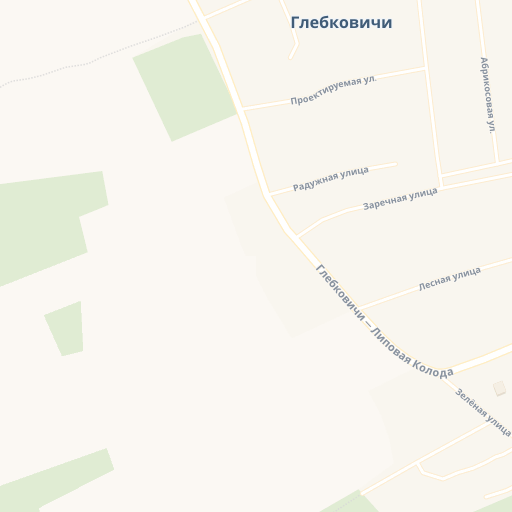 Глебковичи
Абрикосовая ул.
Проектируемая ул.
Радужная улица
Заречная улица
Лесная улица
Глебковичи – Липовая Колода
Зелёная улица